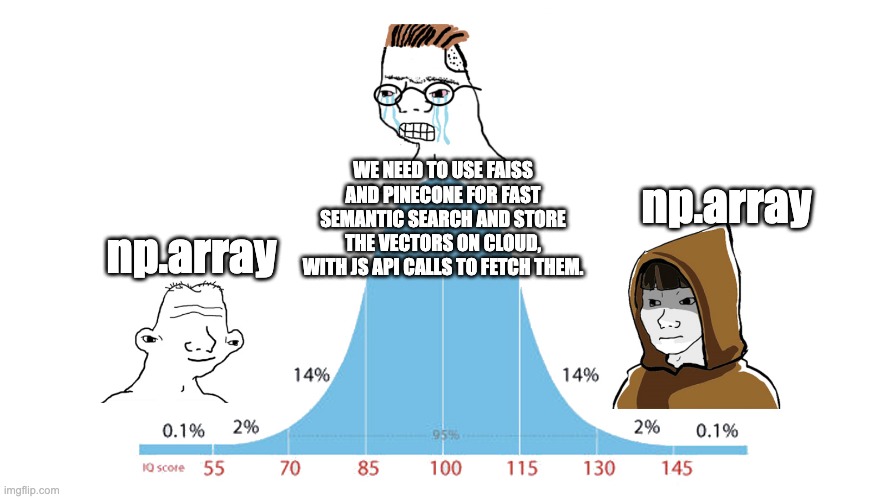 WE NEED TO USE FAISS
AND PINECONE FOR FAST
SEMANTIC SEARCH AND STORE
THE VECTORS ON CLOUD,
WITH JS API CALLS TO FETCH THEM.
np.array
np.array
14%
14%
0.1%
2%
95%
2%
0.1%
IQ score
55
70
85
100
115
130
145
imgflip.com